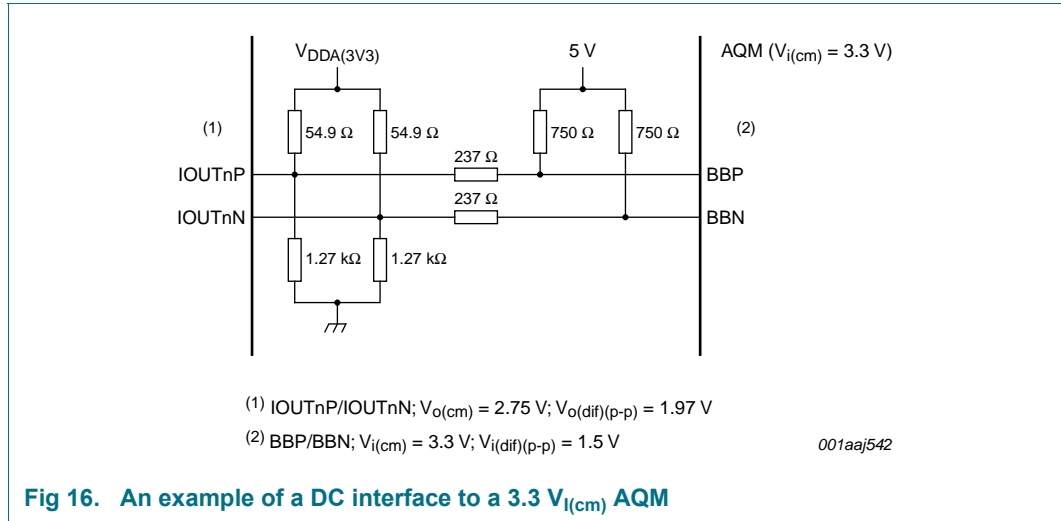 VDDA(3V3) 5 V AQM (Vi(cm) = 3.3 V)
(1) 54.9 Ω 54.9 Ω 750 Ω 750 Ω (2)
237 Ω
IOUTnP BBP
237 Ω
IOUTnN BBN
1.27 kΩ 1.27 kΩ
(1) IOUTnP/IOUTnN; Vo(cm) = 2.75 V; Vo(dif)(p-p) = 1.97 V
(2) BBP/BBN; Vi(cm) = 3.3 V; Vi(dif)(p-p) = 1.5 V 001aaj542
Fig 16. An example of a DC interface to a 3.3 VI(cm) AQM